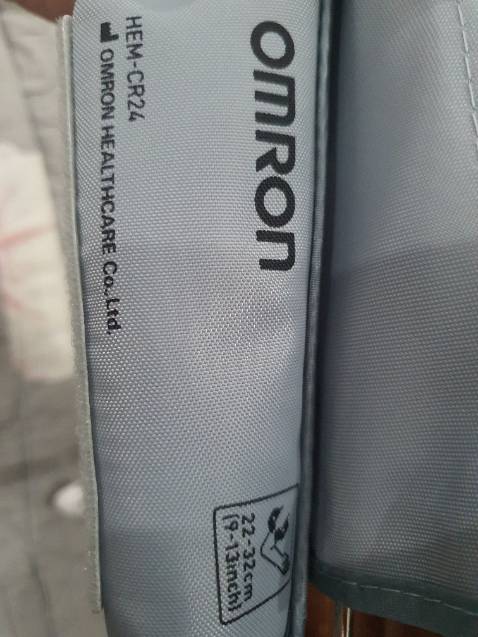 OMRON
HEM-CR24
OMRON HEALTHCARE Co.,Ltd.
22-32cm
(9-13inch)